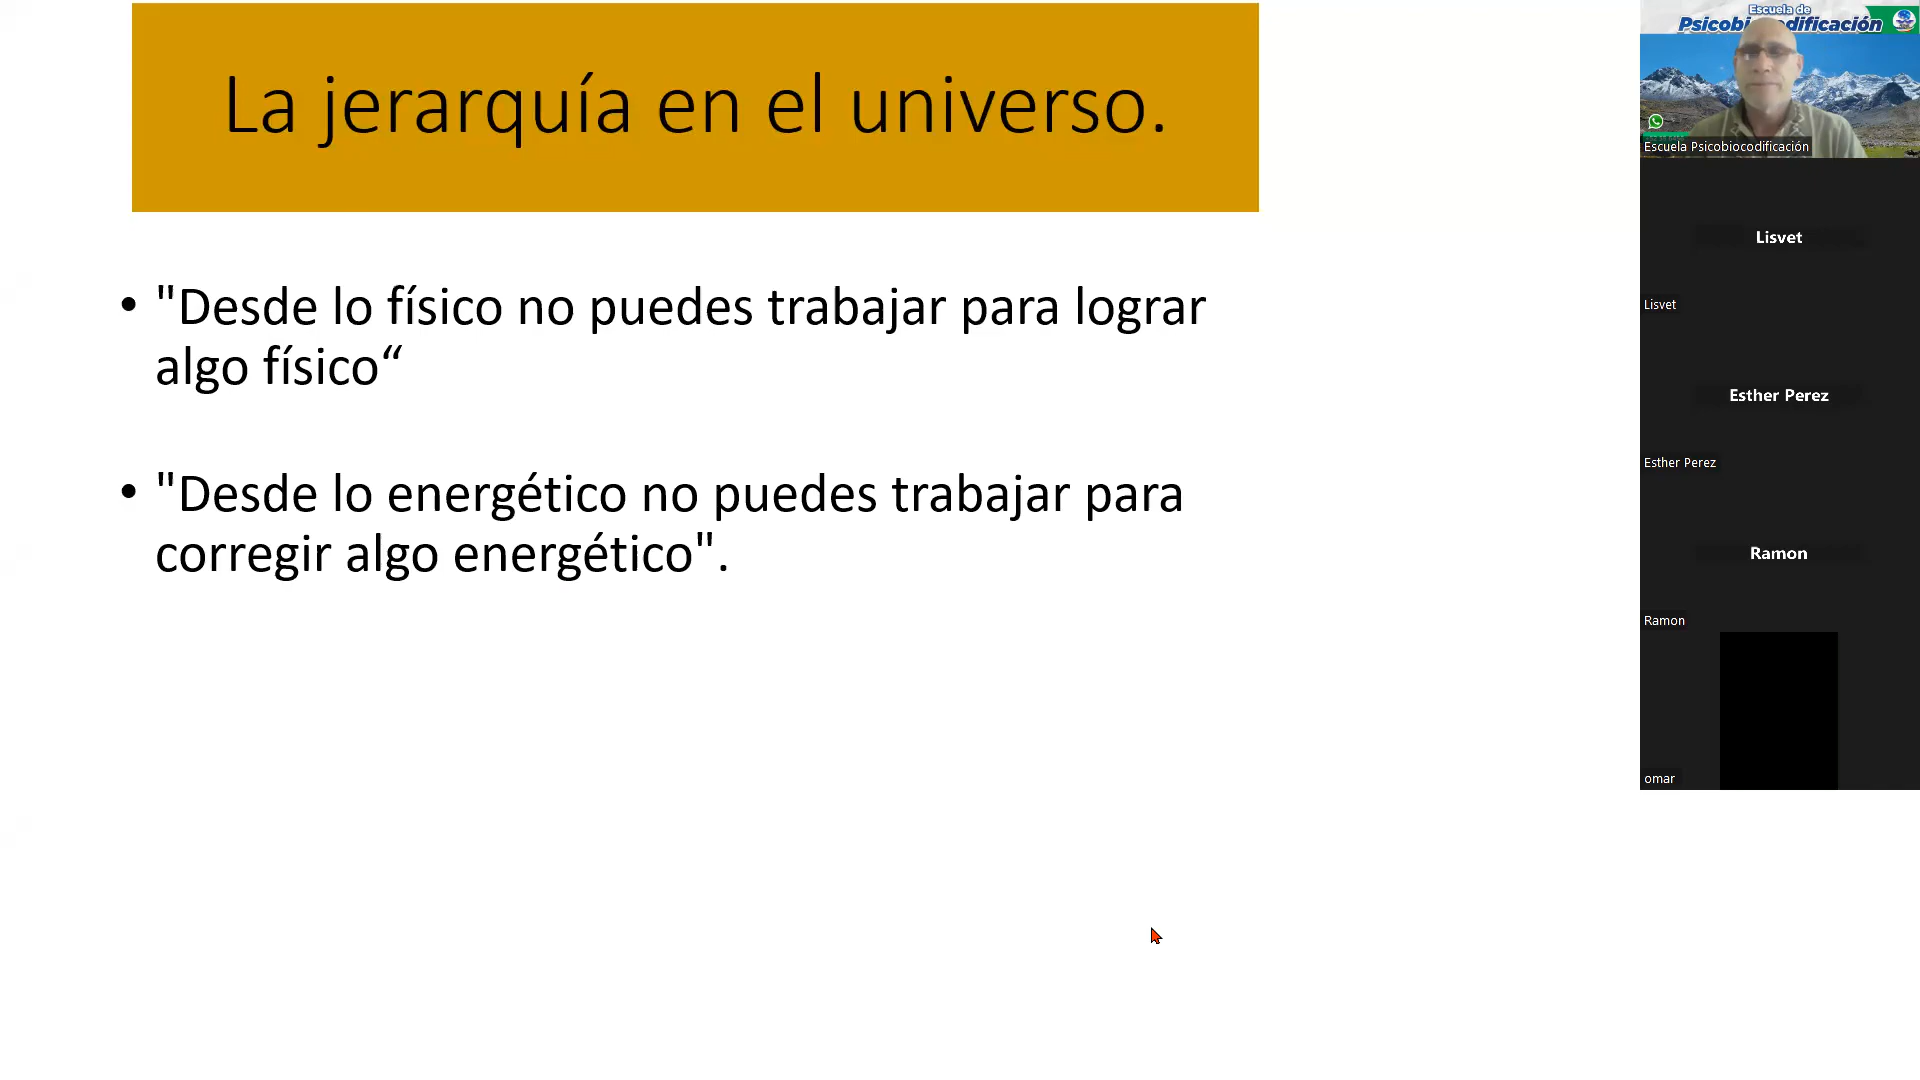 La jerarquía en el universo.
• "Desde lo físico no puedes trabajar para lograr
algo físico“
• "Desde lo energético no puedes trabajar para
corregir algo energético".
Escuela de
Escuela Psicobiocodificación
Lisvet
Lisvet
Esther Perez
Esther Perez
Ramon
Ramon
omar